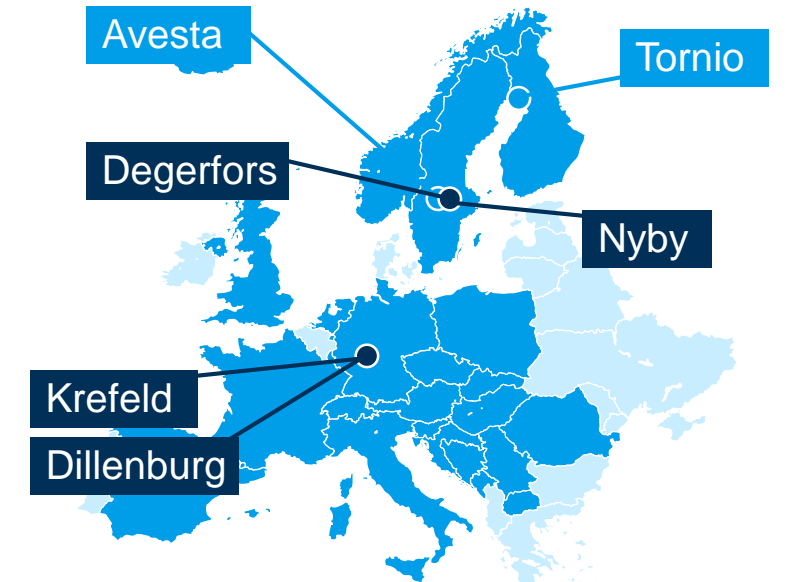 Avesta
Tornio
Degerfors
Nyby
Krefeld
Dillenburg